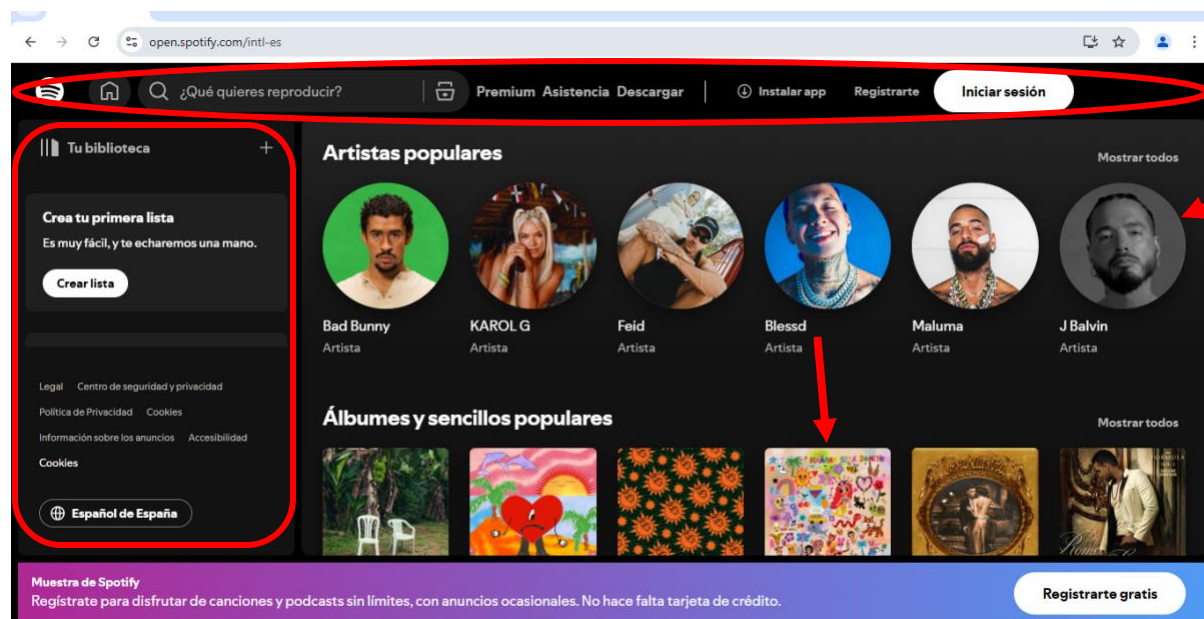 open.spotify.com/intl-es
¿Qué quieres reproducir?
Premium Asistencia Descargar
Instalar app
Registrarte
Iniciar sesión
Tu biblioteca
Crea tu primera lista
Es muy fácil, y te echaremos una mano.
Crear lista
Legal Centro de seguridad y privacidad
Política de Privacidad Cookies
Información sobre los anuncios Accesibilidad
Cookies
Español de España
Artistas populares
Mostrar todos
Bad Bunny
Artista
KAROL G
Artista
Feid
Artista
Blessd
Artista
Maluma
Artista
J Balvin
Artista
Álbumes y sencillos populares
Mostrar todos
Muestra de Spotify
Regístrate para disfrutar de canciones y podcasts sin límites, con anuncios ocasionales. No hace falta tarjeta de crédito.
Registrarte gratis